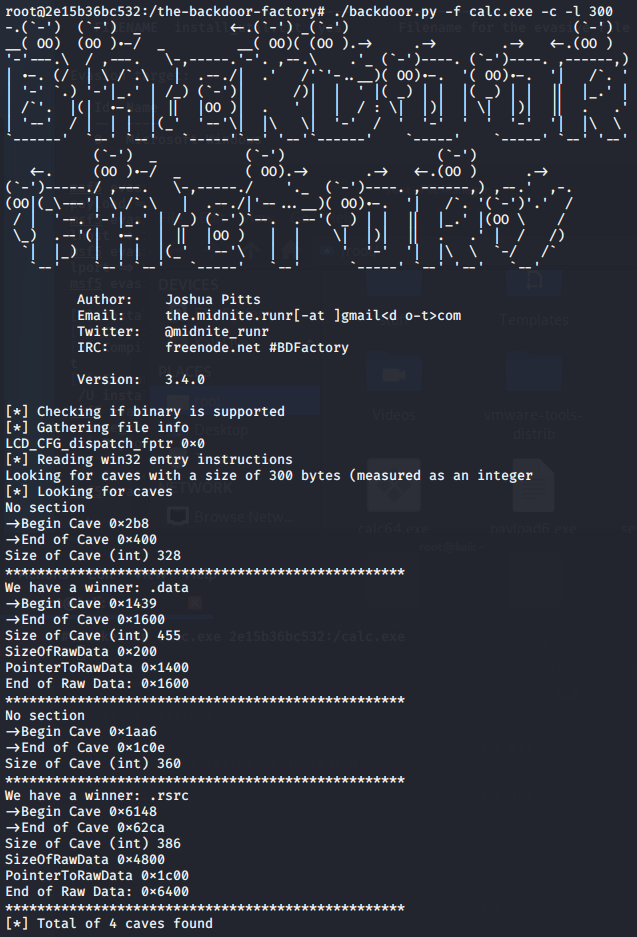 root@2e15b36bc532:/the-backdoor-factory# ./backdoor.py -f calc.exe -c -l 300
Author:    Joshua Pitts
Email:     the.midnite.runr[-at ]gmail<d o-t>com
Twitter:   @midnite_runr
IRC:       freenode.net #BDFactory
Version:   3.4.0
[*] Checking if binary is supported
[*] Gathering file info
LCD_CFG_dispatch_fptr 0×0
[*] Reading win32 entry instructions
Looking for caves with a size of 300 bytes (measured as an integer
[*] Looking for caves
No section
→Begin Cave 0×2b8
→End of Cave 0×400
Size of Cave (int) 328
**************************************************
We have a winner: .data
→Begin Cave 0×1439
→End of Cave 0×1600
Size of Cave (int) 455
SizeOfRawData 0×200
PointerToRawData 0×1400
End of Raw Data: 0×1600
**************************************************
No section
→Begin Cave 0×1aa6
→End of Cave 0×1c0e
Size of Cave (int) 360
**************************************************
We have a winner: .rsrc
→Begin Cave 0×6148
→End of Cave 0×62ca
Size of Cave (int) 386
SizeOfRawData 0×4800
PointerToRawData 0×1c00
End of Raw Data: 0×6400
**************************************************
[*] Total of 4 caves found